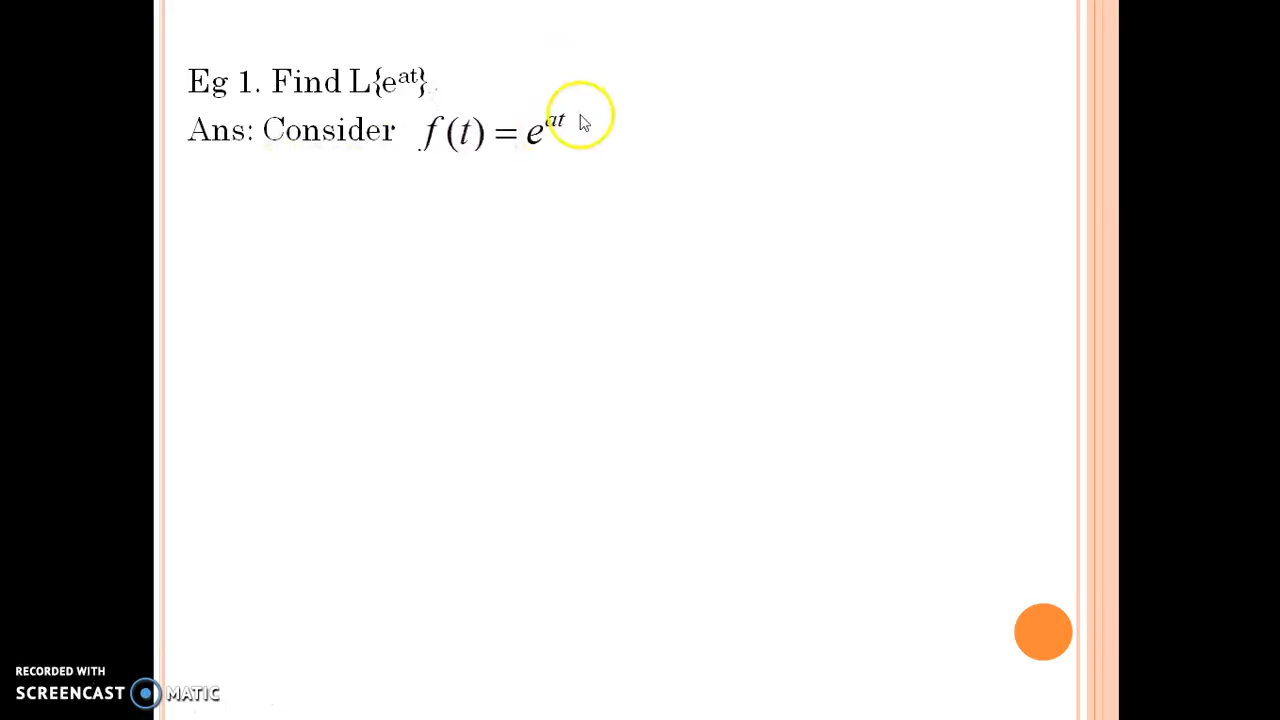 Eg 1. Find L{eᵃᵗ}
Ans: Consider f(t) = eᵃᵗ
RECORDED WITH
SCREENCAST MATIC